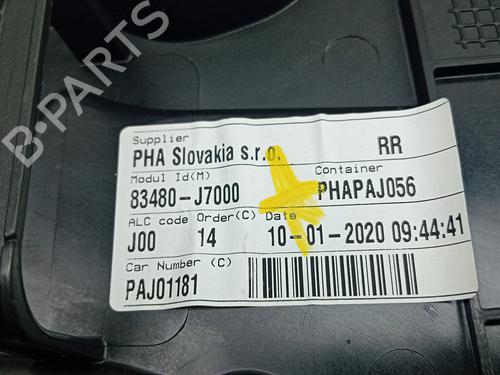 Supplier
PHA Slovakia s.r.o. RR
Modul Id(M) Container
83480-J7000 PHAPAJ056
ALC code Order(C) Date
J00 14 10-01-2020 09:44:41
Car Number (C)
PAJ01181
B-PARTS